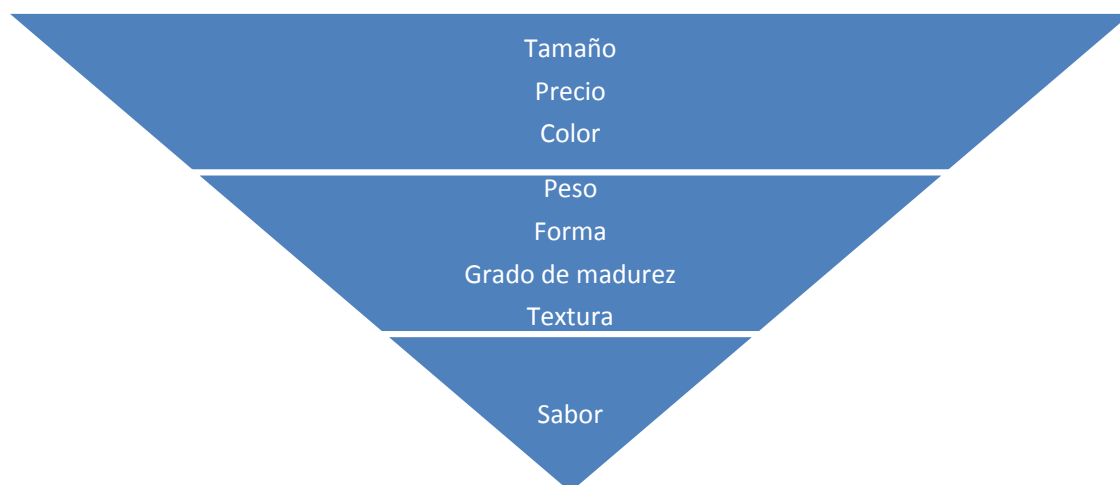 Tamaño
Precio
Color
Peso
Forma
Grado de madurez
Textura
Sabor